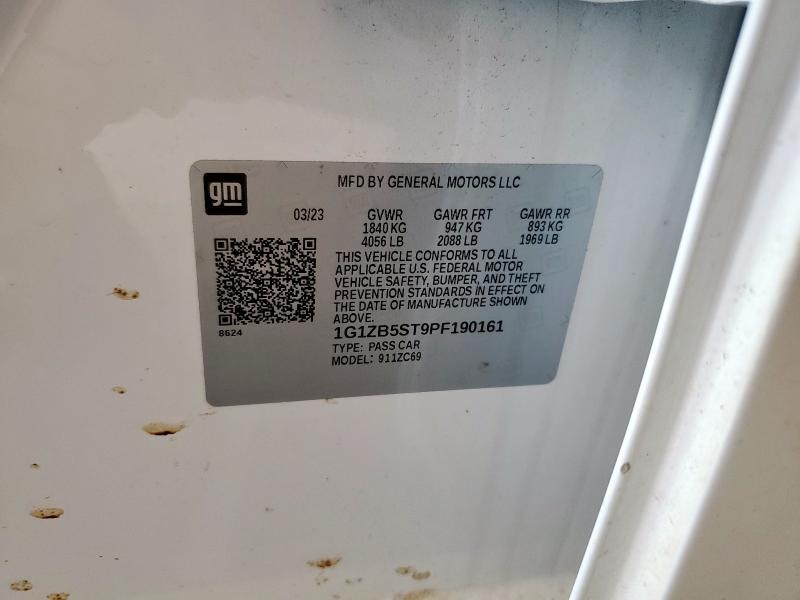 gm
MFD BY GENERAL MOTORS LLC
03/23 GVWR GAWR FRT GAWR RR
1840 KG 947 KG 893 KG
4056 LB 2088 LB 1969 LB
THIS VEHICLE CONFORMS TO ALL
APPLICABLE U.S. FEDERAL MOTOR
VEHICLE SAFETY, BUMPER, AND THEFT
PREVENTION STANDARDS IN EFFECT ON
THE DATE OF MANUFACTURE SHOWN
ABOVE.
8624
1G1ZB5ST9PF190161
TYPE: PASS CAR
MODEL: 911ZC69